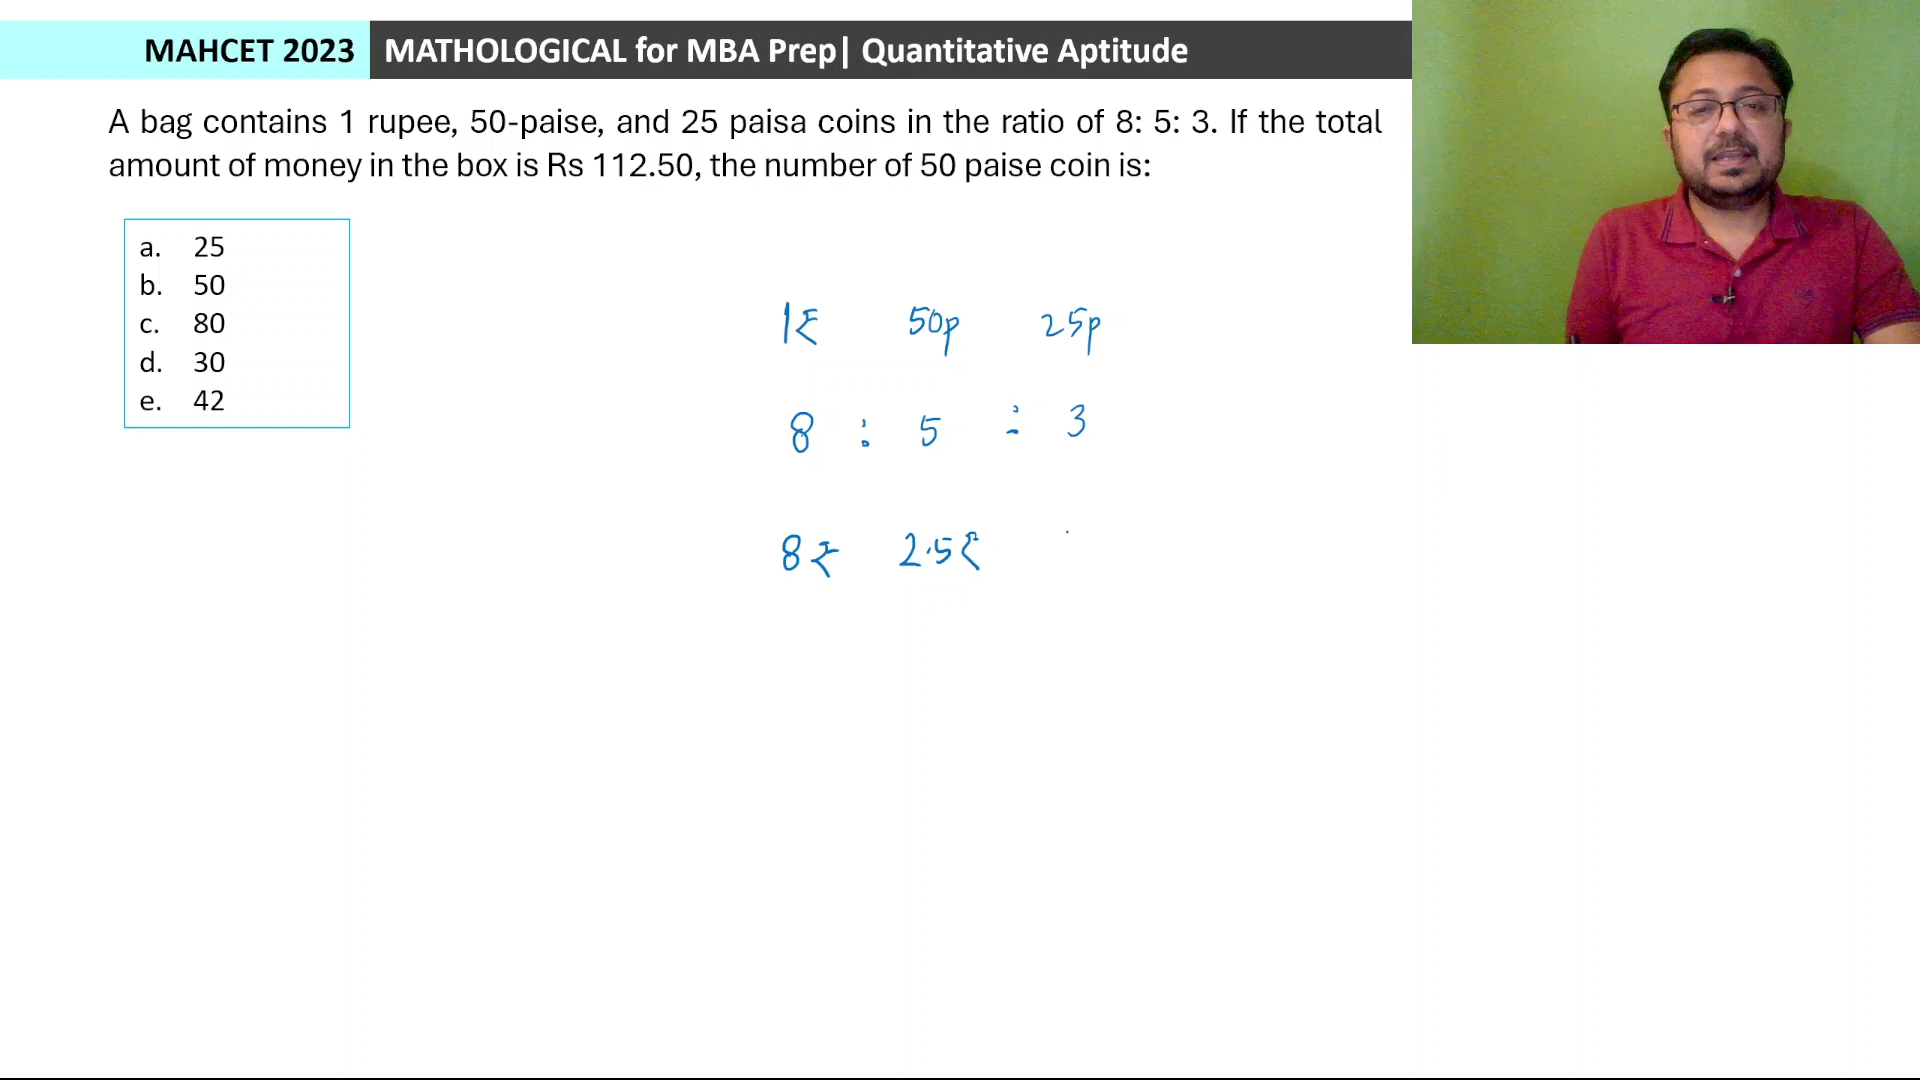 MAHCET 2023 MATHOLOGICAL for MBA Prep| Quantitative Aptitude
A bag contains 1 rupee, 50-paise, and 25 paisa coins in the ratio of 8: 5: 3. If the total
amount of money in the box is Rs 112.50, the number of 50 paise coin is:
a. 25
b. 50
c. 80
d. 30
e. 42
1₹ 50p 25p
8 : 5 : 3
8₹ 2.5₹